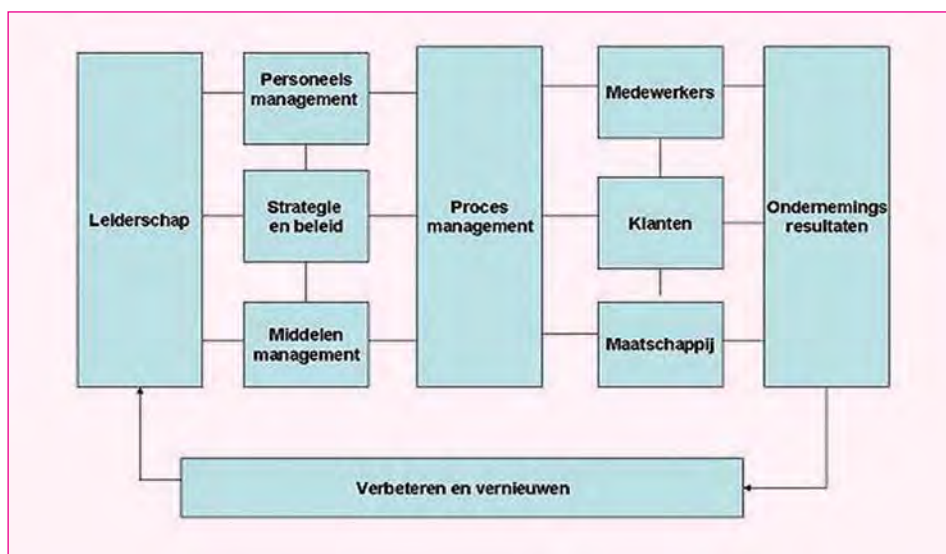 Leiderschap
Personeels
management
Strategie
en beleid
Middelen
management
Proces
management
Medewerkers
Klanten
Maatschappij
Ondernemings
resultaten
Verbeteren en vernieuwen